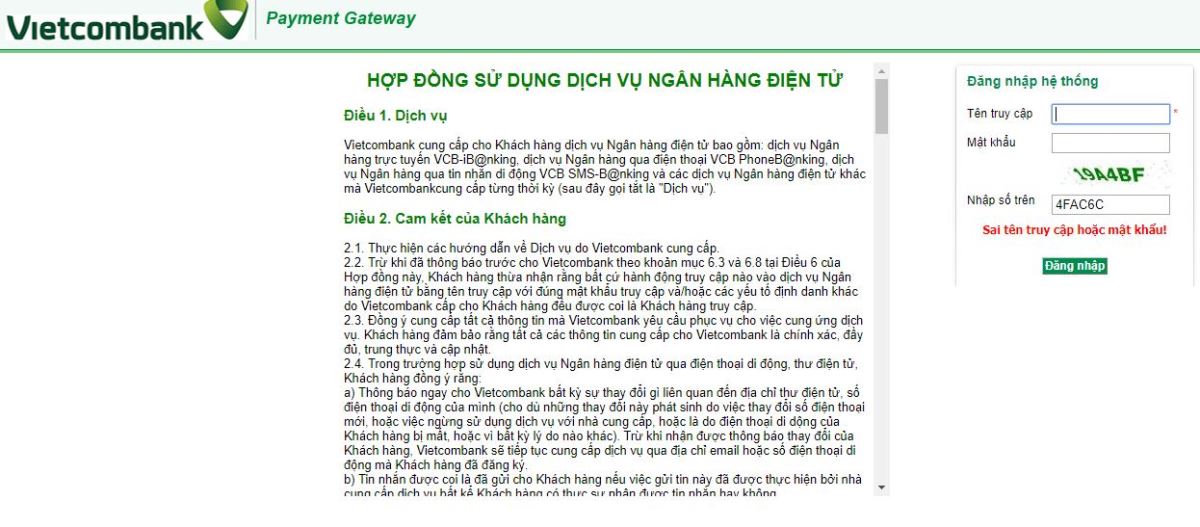 Vietcombank
Payment Gateway
HỢP ĐỒNG SỬ DỤNG DỊCH VỤ NGÂN HÀNG ĐIỆN TỬ
Điều 1. Dịch vụ
Vietcombank cung cấp cho Khách hàng dịch vụ Ngân hàng điện tử bao gồm: dịch vụ Ngân
hàng trực tuyến VCB-iB@nking, dịch vụ Ngân hàng qua điện thoại VCB PhoneB@nking, dịch
vụ Ngân hàng qua tin nhắn di động VCB SMS-B@nking và các dịch vụ Ngân hàng điện tử khác
mà Vietcombankcung cấp từng thời kỳ (sau đây gọi tắt là "Dịch vụ").
Điều 2. Cam kết của Khách hàng
2.1. Thực hiện các hướng dẫn về Dịch vụ do Vietcombank cung cấp.
2.2. Trừ khi đã thông báo trước cho Vietcombank theo khoản mục 6.3 và 6.8 tại Điều 6 của
Hợp đồng này, Khách hàng thừa nhận rằng bất cứ hành động truy cập nào vào dịch vụ Ngân
hàng điện tử bằng tên truy cập với đúng mật khẩu truy cập và/hoặc các yếu tố định danh khác
do Vietcombank cấp cho Khách hàng đều được coi là Khách hàng truy cập.
2.3. Đồng ý cung cấp tất cả thông tin mà Vietcombank yêu cầu phục vụ cho việc cung ứng dịch
vụ. Khách hàng đảm bảo rằng tất cả các thông tin cung cấp cho Vietcombank là chính xác, đầy
đủ, trung thực và cập nhật.
2.4. Trong trường hợp sử dụng dịch vụ Ngân hàng điện tử qua điện thoại di động, thư điện tử,
Khách hàng đồng ý rằng:
a) Thông báo ngay cho Vietcombank bất kỳ sự thay đổi gì liên quan đến địa chỉ thư điện tử, số
điện thoại di động của mình (cho dù những thay đổi này phát sinh do việc thay đổi số điện thoại
mới, hoặc việc ngừng sử dụng dịch vụ với nhà cung cấp, hoặc là do điện thoại di động của
Khách hàng bị mất, hoặc vì bất kỳ lý do nào khác). Trừ khi nhận được thông báo thay đổi của
Khách hàng, Vietcombank sẽ tiếp tục cung cấp dịch vụ qua địa chỉ email hoặc số điện thoại di
động mà Khách hàng đã đăng ký.
b) Tin nhắn được coi là đã gửi cho Khách hàng nếu việc gửi tin này đã được thực hiện bởi nhà
cung cấp dịch vụ bất kể Khách hàng có thực sự nhận được tin nhắn hay không.
Đăng nhập hệ thống
Tên truy cập *
Mật khẩu
19A4BF
Nhập số trên 4FAC6C
Sai tên truy cập hoặc mật khẩu!
Đăng nhập